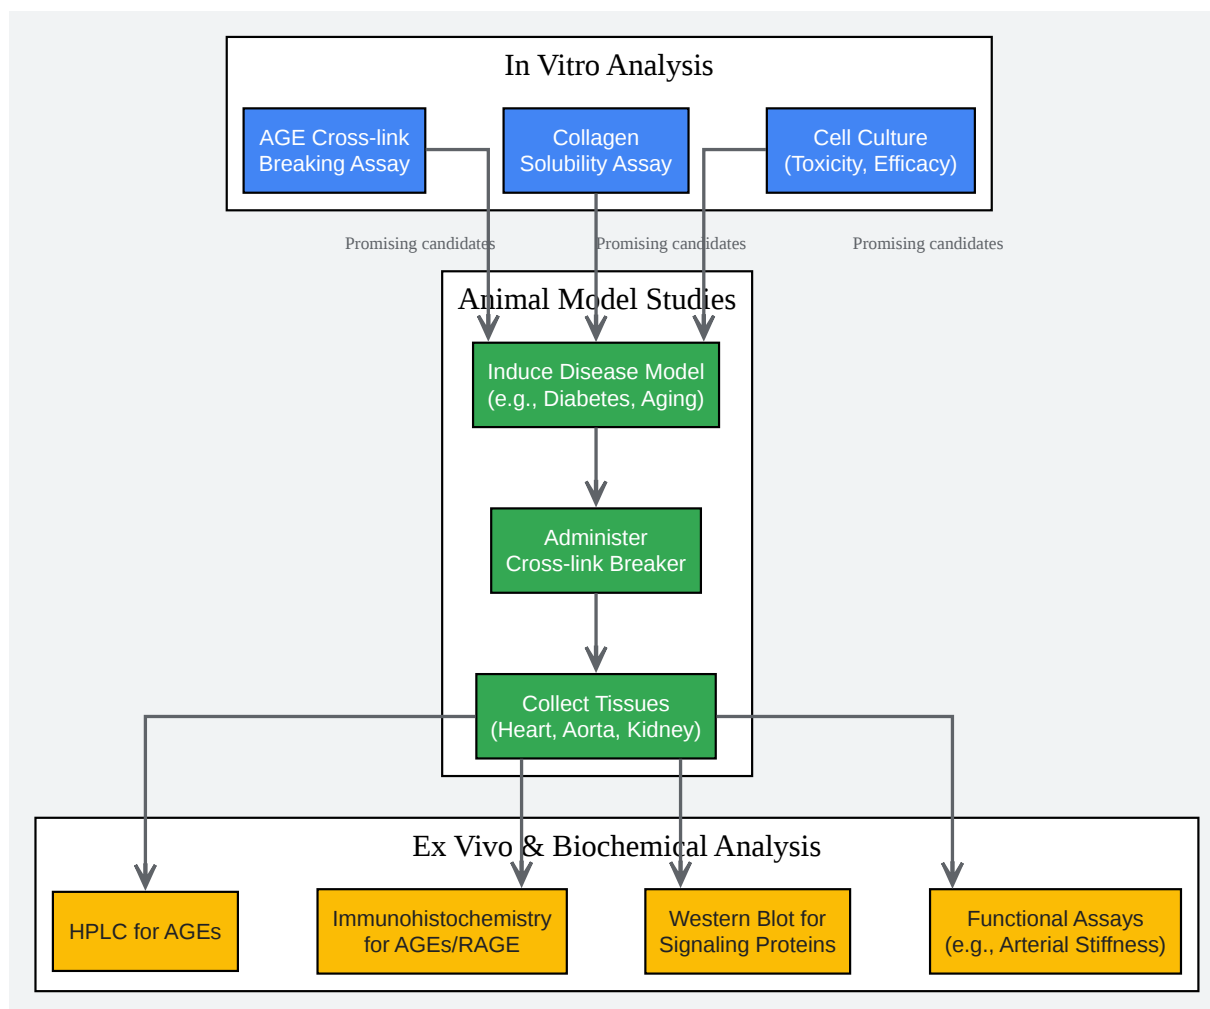 In Vitro Analysis
AGE Cross-link
Breaking Assay
Collagen
Solubility Assay
Cell Culture
(Toxicity, Efficacy)
Promising candidates
Promising candidates
Promising candidates
Animal Model Studies
Induce Disease Model
(e.g., Diabetes, Aging)
Administer
Cross-link Breaker
Collect Tissues
(Heart, Aorta, Kidney)
Ex Vivo & Biochemical Analysis
HPLC for AGEs
Immunohistochemistry
for AGEs/RAGE
Western Blot for
Signaling Proteins
Functional Assays
(e.g., Arterial Stiffness)